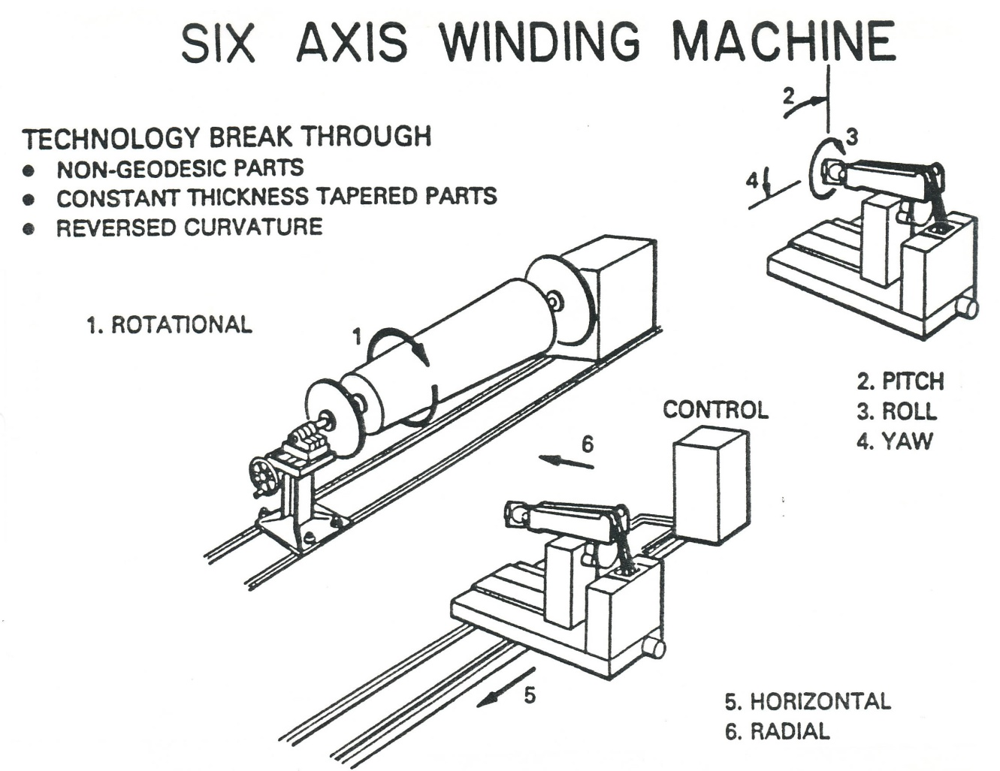 SIX AXIS WINDING MACHINE
TECHNOLOGY BREAK THROUGH
• NON-GEODESIC PARTS
• CONSTANT THICKNESS TAPERED PARTS
• REVERSED CURVATURE
2
3
4
1. ROTATIONAL
1
2. PITCH
3. ROLL
4. YAW
CONTROL
6
5
5. HORIZONTAL
6. RADIAL